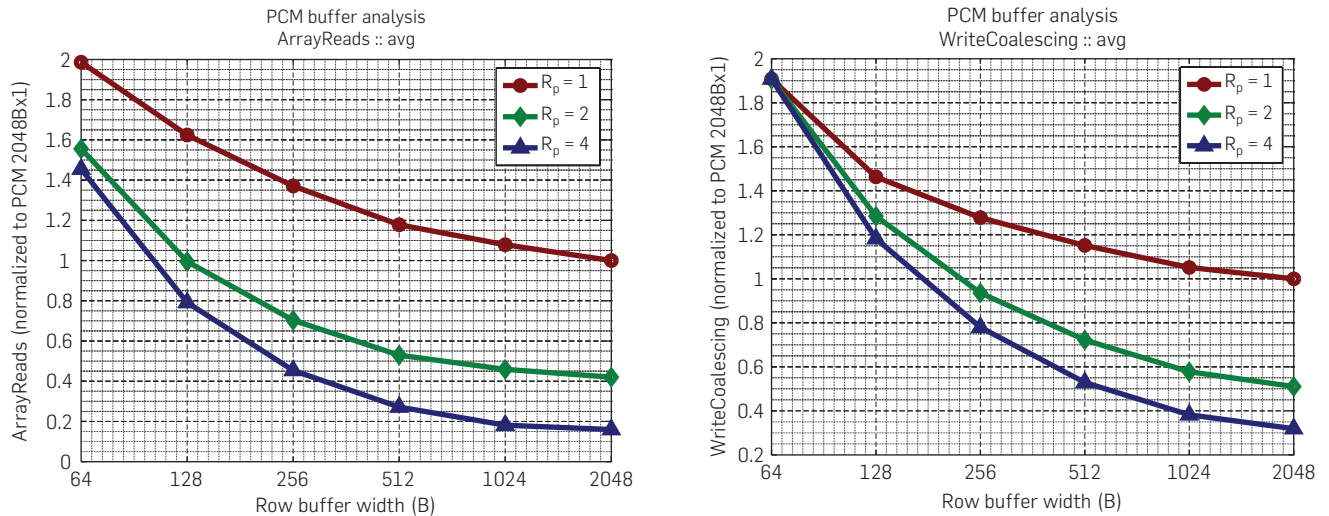 PCM buffer analysis
ArrayReads :: avg
ArrayReads (normalized to PCM 2048Bx1)
2
1.8
1.6
1.4
1.2
1
0.8
0.6
0.4
0.2
0
Rp = 1
Rp = 2
Rp = 4
64 128 256 512 1024 2048
Row buffer width (B)
PCM buffer analysis
WriteCoalescing :: avg
WriteCoalescing (normalized to PCM 2048Bx1)
2
1.8
1.6
1.4
1.2
1
0.8
0.6
0.4
0.2
Rp = 1
Rp = 2
Rp = 4
64 128 256 512 1024 2048
Row buffer width (B)